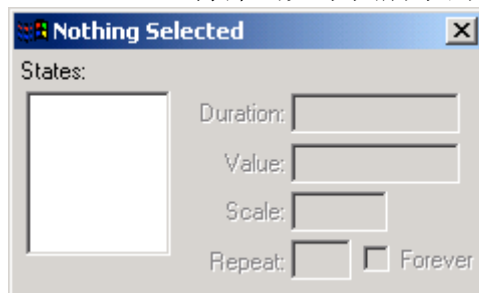 Nothing Selected
States:
Duration:
Value:
Scale:
Repeat:
Forever